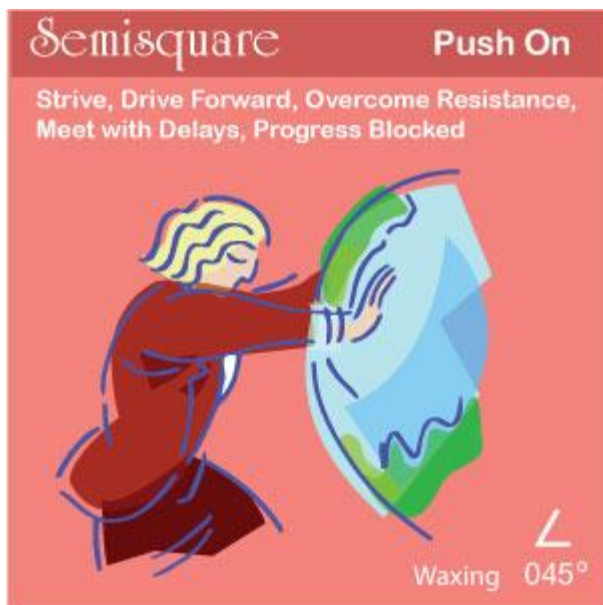 Semisquare Push On
Strive, Drive Forward, Overcome Resistance,
Meet with Delays, Progress Blocked
Waxing 045°